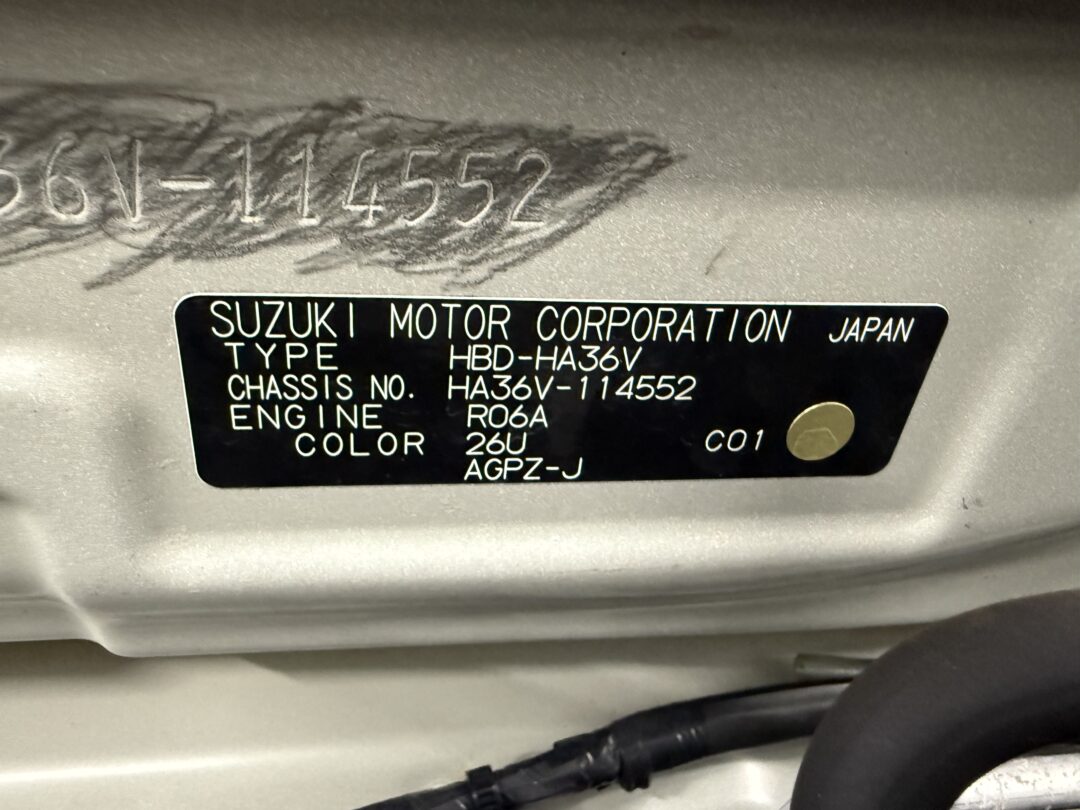 36V-114552
SUZUKI MOTOR CORPORATION JAPAN
TYPE HBD-HA36V
CHASSIS NO. HA36V-114552
ENGINE R06A
COLOR 26U C01
AGPZ-J